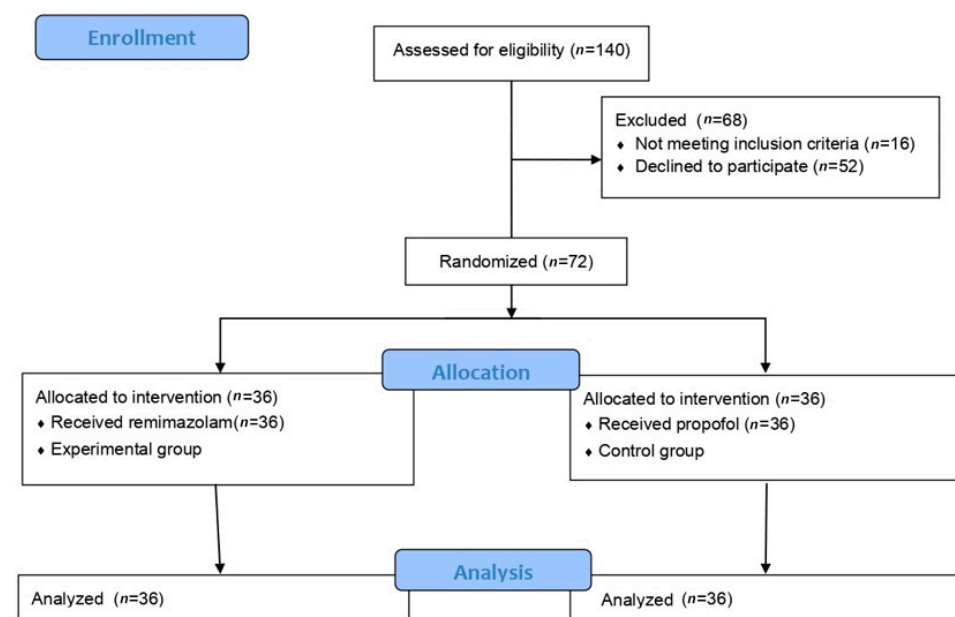 Enrollment
Assessed for eligibility (n=140)
Excluded (n=68)
♦ Not meeting inclusion criteria (n=16)
♦ Declined to participate (n=52)
Randomized (n=72)
Allocation
Allocated to intervention (n=36)
♦ Received remimazolam(n=36)
♦ Experimental group
Allocated to intervention (n=36)
♦ Received propofol (n=36)
♦ Control group
Analysis
Analyzed (n=36)
Analyzed (n=36)